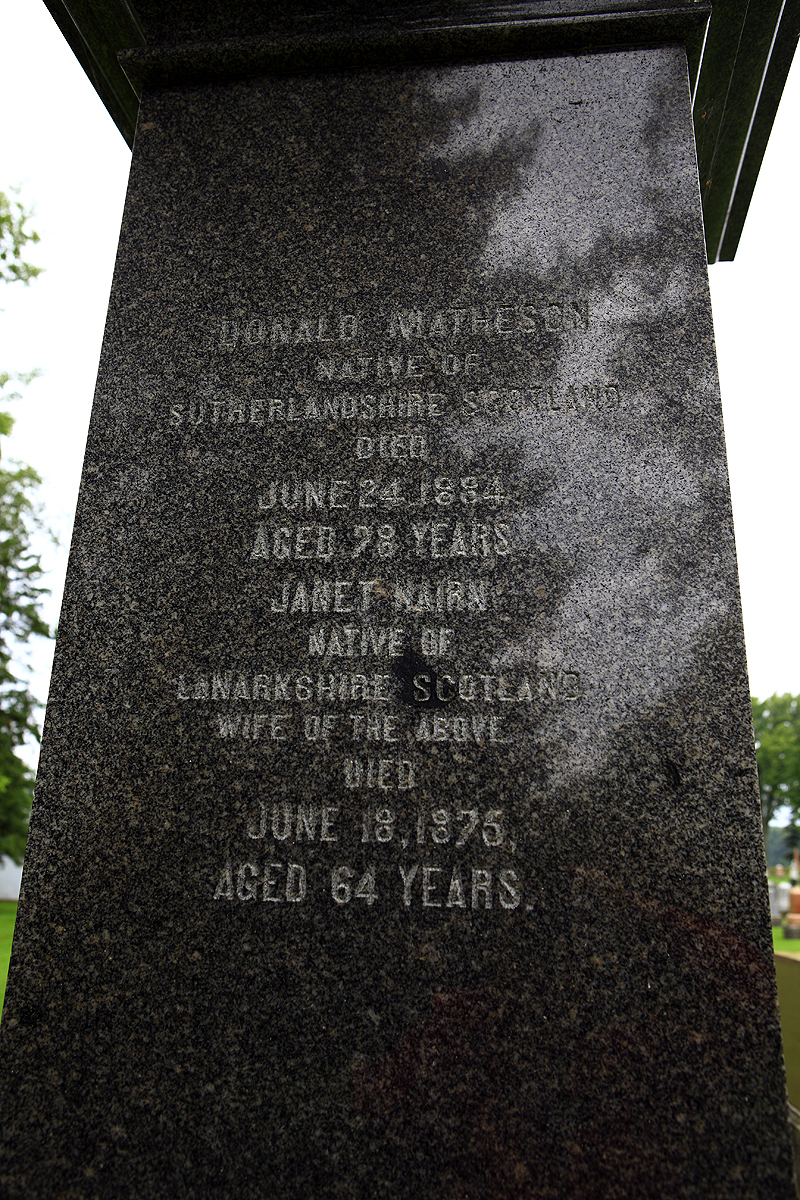 DONALD MATHESON
NATIVE OF
SUTHERLANDSHIRE SCOTLAND
DIED
JUNE 24, 1884
AGED 78 YEARS
JANET NAIRN
NATIVE OF
LANARKSHIRE SCOTLAND
WIFE OF THE ABOVE
DIED
JUNE 18, 1875,
AGED 64 YEARS.